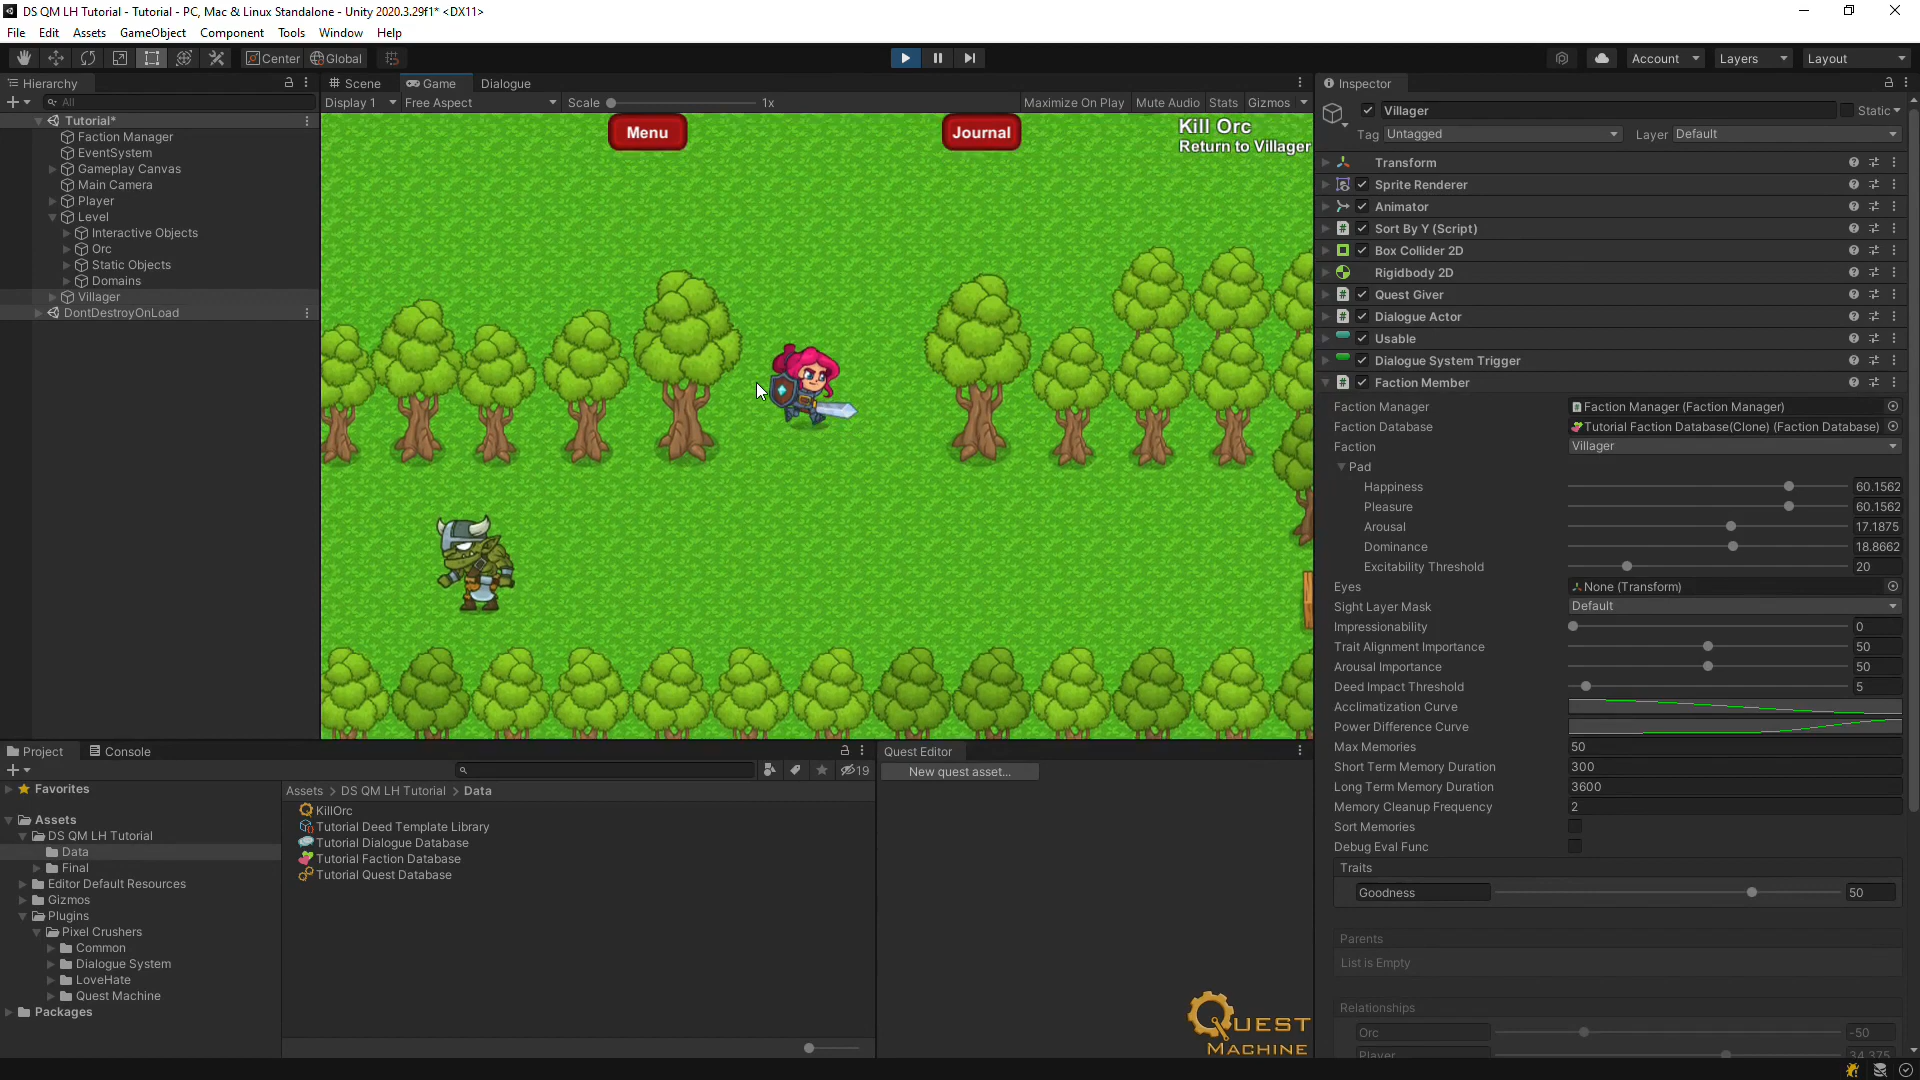 DS QM LH Tutorial - Tutorial - PC, Mac & Linux Standalone - Unity 2020.3.29f1* <DX11>
File Edit Assets GameObject Component Tools Window Help
Center Global Account Layers Layout
Hierarchy
All
Tutorial*
Faction Manager
EventSystem
Gameplay Canvas
Main Camera
Player
Level
Interactive Objects
Orc
Static Objects
Domains
Villager
DontDestroyOnLoad
Scene Game Dialogue
Display 1 Free Aspect Scale 1x Maximize On Play Mute Audio Stats Gizmos
Menu
Journal
Kill Orc
Return to Villager
Inspector
Villager Static
Tag Untagged Layer Default
Transform
Sprite Renderer
Animator
Sort By Y (Script)
Box Collider 2D
Rigidbody 2D
Quest Giver
Dialogue Actor
Usable
Dialogue System Trigger
Faction Member
Faction Manager Faction Manager (Faction Manager)
Faction Database Tutorial Faction Database(Clone) (Faction Database)
Faction Villager
Pad
Happiness 60.1562
Pleasure 60.1562
Arousal 17.1875
Dominance 18.8662
Excitability Threshold 20
Eyes None (Transform)
Sight Layer Mask Default
Impressionability 0
Trait Alignment Importance 50
Arousal Importance 50
Deed Impact Threshold 5
Acclimatization Curve
Power Difference Curve
Max Memories 50
Short Term Memory Duration 300
Long Term Memory Duration 3600
Memory Cleanup Frequency 2
Sort Memories
Debug Eval Func
Traits
Goodness 50
Parents
List is Empty
Relationships
Orc -50
Player 34.375
Project Console
19
Favorites
Assets
DS QM LH Tutorial
Data
Final
Editor Default Resources
Gizmos
Plugins
Pixel Crushers
Common
Dialogue System
LoveHate
Quest Machine
Packages
Assets > DS QM LH Tutorial > Data
KillOrc
Tutorial Deed Template Library
Tutorial Dialogue Database
Tutorial Faction Database
Tutorial Quest Database
Quest Editor
New quest asset...
QUEST
MACHINE